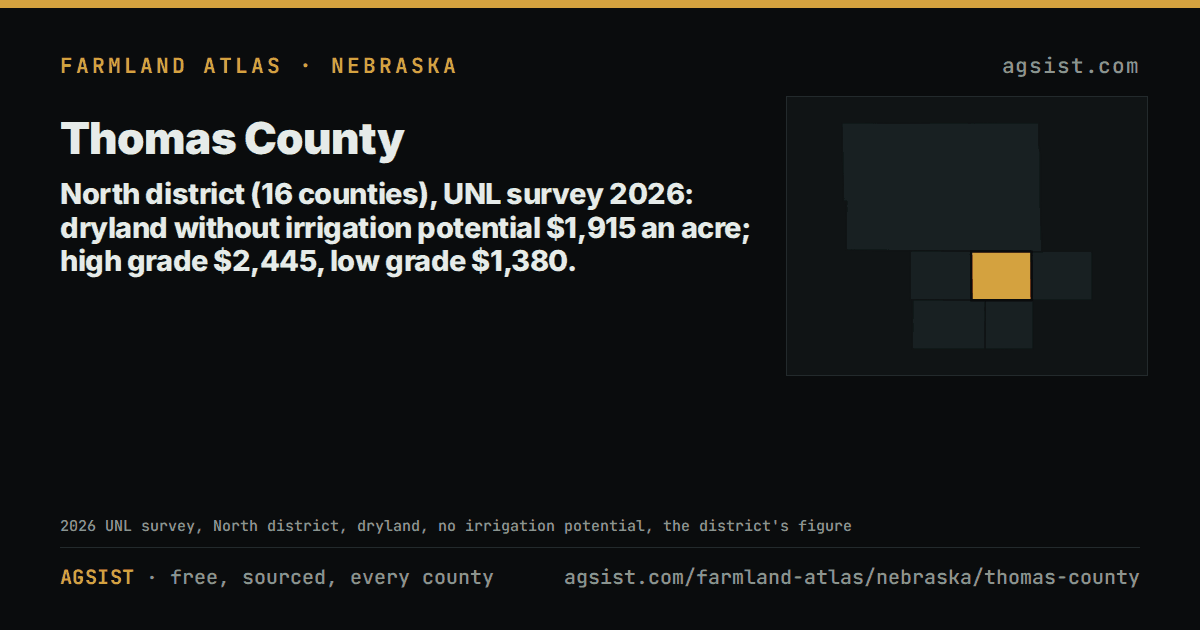 FARMLAND ATLAS · NEBRASKA
agsist.com
Thomas County
North district (16 counties), UNL survey 2026:
dryland without irrigation potential $1,915 an acre;
high grade $2,445, low grade $1,380.
2026 UNL survey, North district, dryland, no irrigation potential, the district's figure
AGSIST · free, sourced, every county
agsist.com/farmland-atlas/nebraska/thomas-county